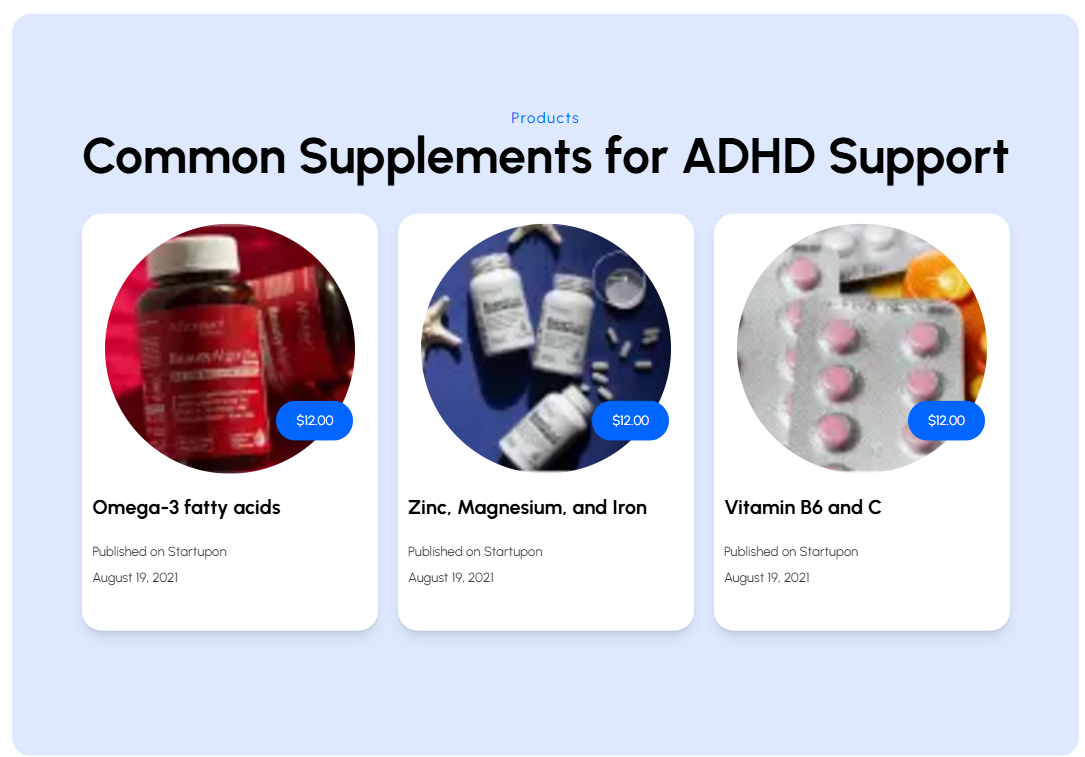 Products
Common Supplements for ADHD Support
$12.00
$12.00
$12.00
Omega-3 fatty acids
Published on Startupon
August 19, 2021
Zinc, Magnesium, and Iron
Published on Startupon
August 19, 2021
Vitamin B6 and C
Published on Startupon
August 19, 2021